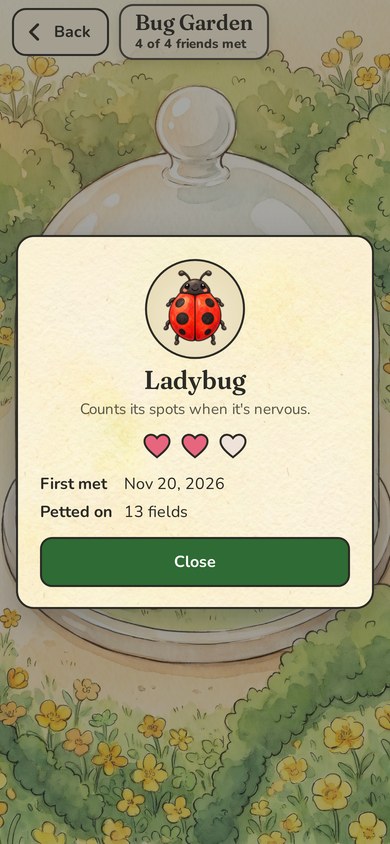 Back
Bug Garden
4 of 4 friends met
Ladybug
Counts its spots when it's nervous.
First met Nov 20, 2026
Petted on 13 fields
Close